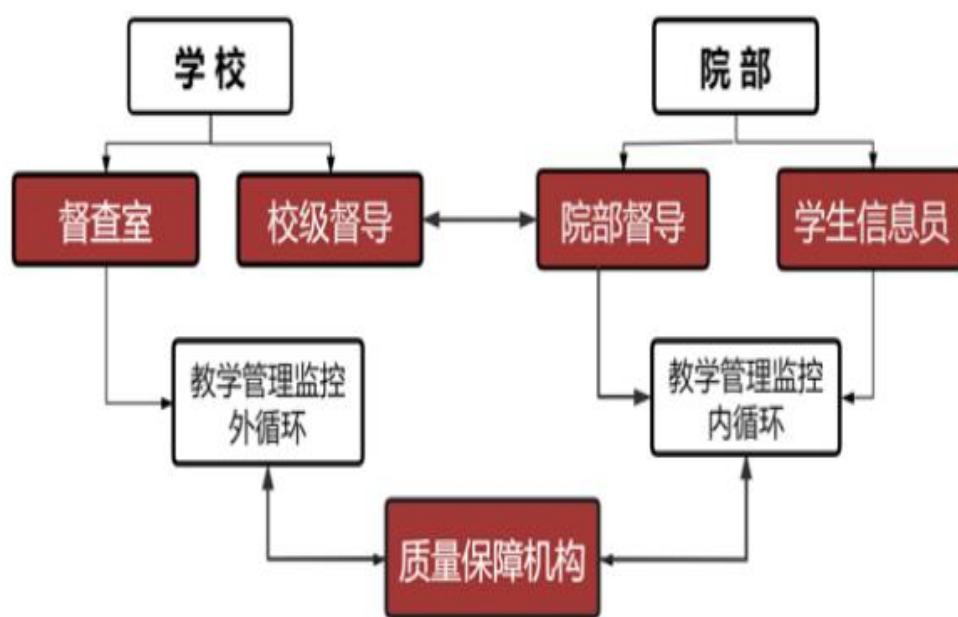 学校
院部
督查室
校级督导
院部督导
学生信息员
教学管理监控
外循环
教学管理监控
内循环
质量保障机构